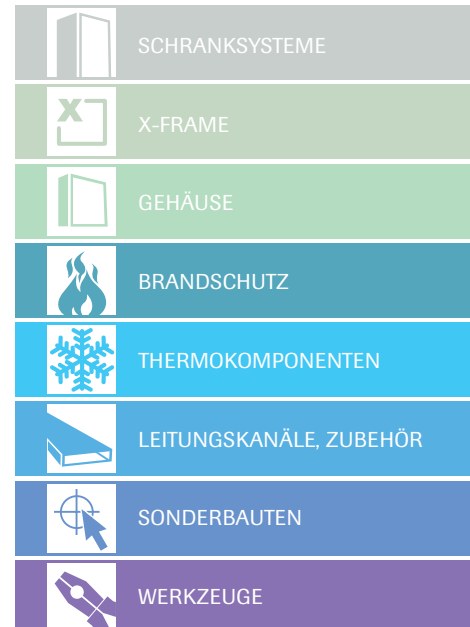 SCHRANKSYSTEME
X-FRAME
GEHÄUSE
BRANDSCHUTZ
THERMOKOMPONENTEN
LEITUNGSKANÄLE, ZUBEHÖR
SONDERBAUTEN
WERKZEUGE